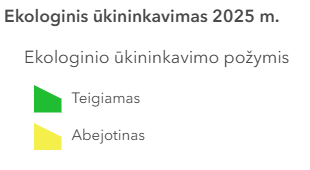 Ekologinis ūkininkavimas 2025 m.
Ekologinio ūkininkavimo požymis
Teigiamas
Abejotinas